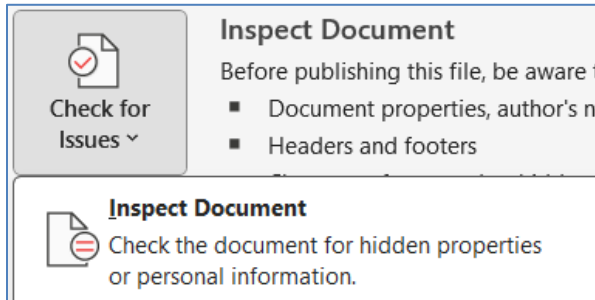 Inspect Document
Before publishing this file, be aware
Check for
Issues
■ Document properties, author's
■ Headers and footers
Inspect Document
Check the document for hidden properties
or personal information.